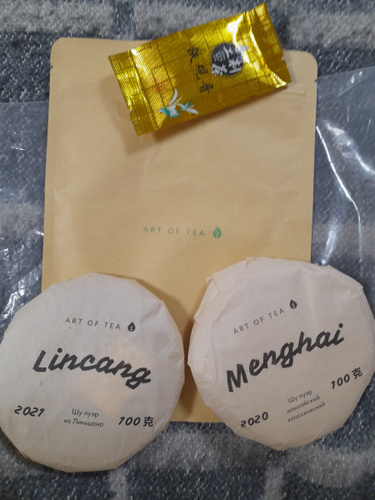 ART OF TEA
ART OF TEA
Lincang
2021
Шу пуэр
из Линцана
100 克
ART OF TEA
Menghai
2020
Шу пуэр
мэнхайский
классический
100 克